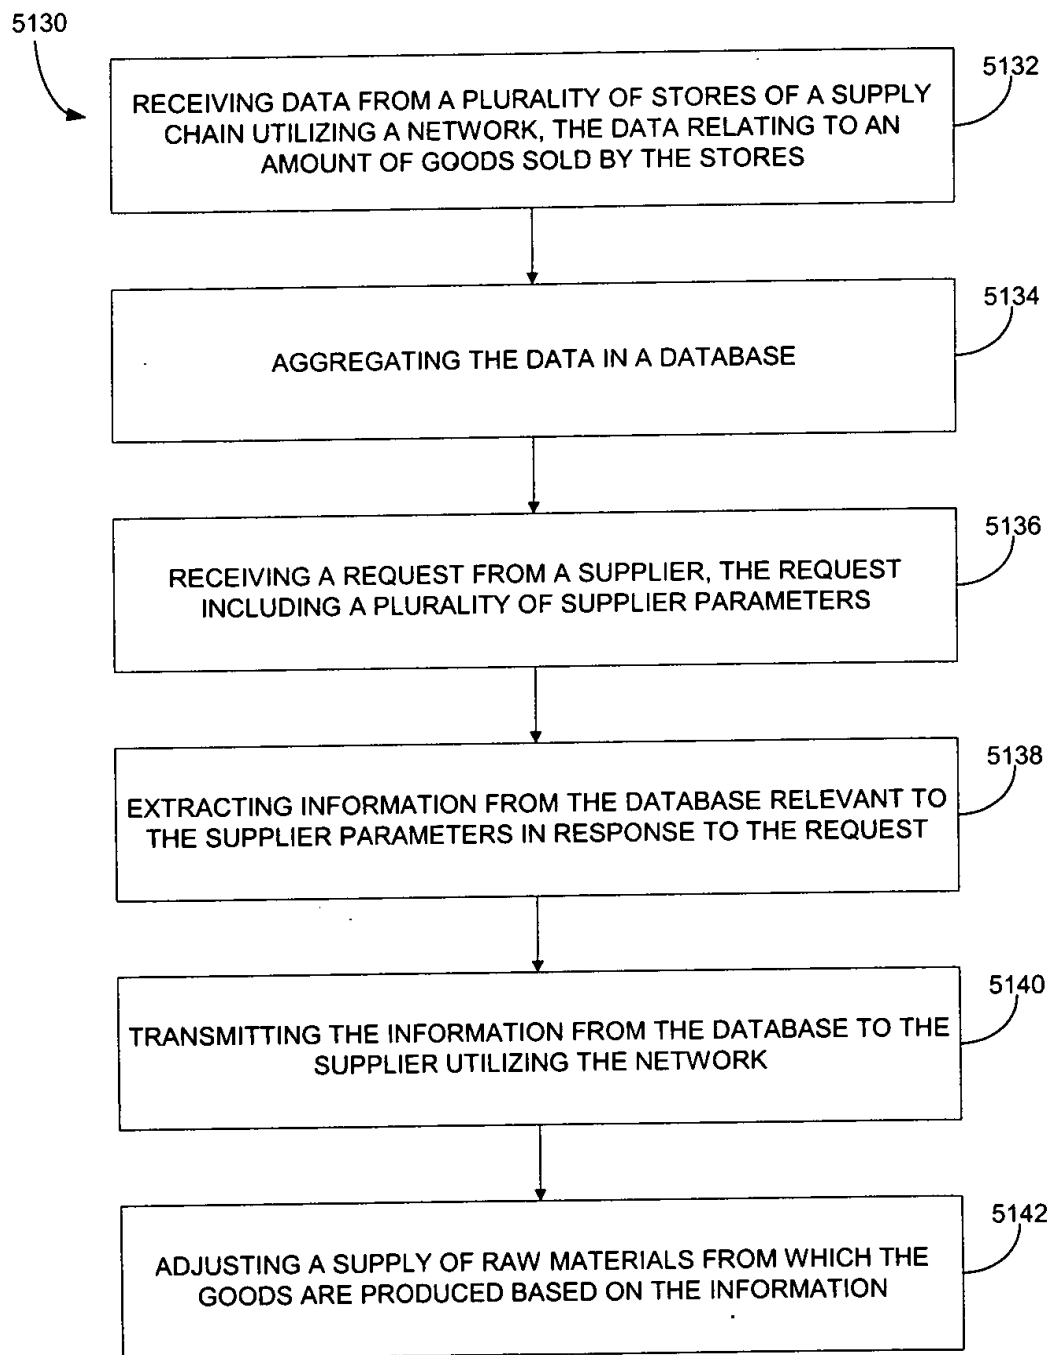 5130
5132
RECEIVING DATA FROM A PLURALITY OF STORES OF A SUPPLY
CHAIN UTILIZING A NETWORK, THE DATA RELATING TO AN
AMOUNT OF GOODS SOLD BY THE STORES
5134
AGGREGATING THE DATA IN A DATABASE
5136
RECEIVING A REQUEST FROM A SUPPLIER, THE REQUEST
INCLUDING A PLURALITY OF SUPPLIER PARAMETERS
5138
EXTRACTING INFORMATION FROM THE DATABASE RELEVANT TO
THE SUPPLIER PARAMETERS IN RESPONSE TO THE REQUEST
5140
TRANSMITTING THE INFORMATION FROM THE DATABASE TO THE
SUPPLIER UTILIZING THE NETWORK
5142
ADJUSTING A SUPPLY OF RAW MATERIALS FROM WHICH THE
GOODS ARE PRODUCED BASED ON THE INFORMATION